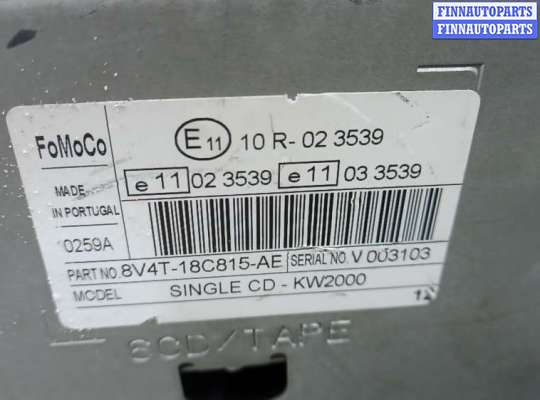 FINNAUTOPARTS
FINNAUTOPARTS
FoMoCo
E11 10 R- 02 3539
MADE
IN PORTUGAL
e 11 02 3539 e 11 03 3539
0259A
PART NO. 8V4T-18C815-AE SERIAL NO. V 003103
MODEL SINGLE CD - KW2000
6CD/TAPE